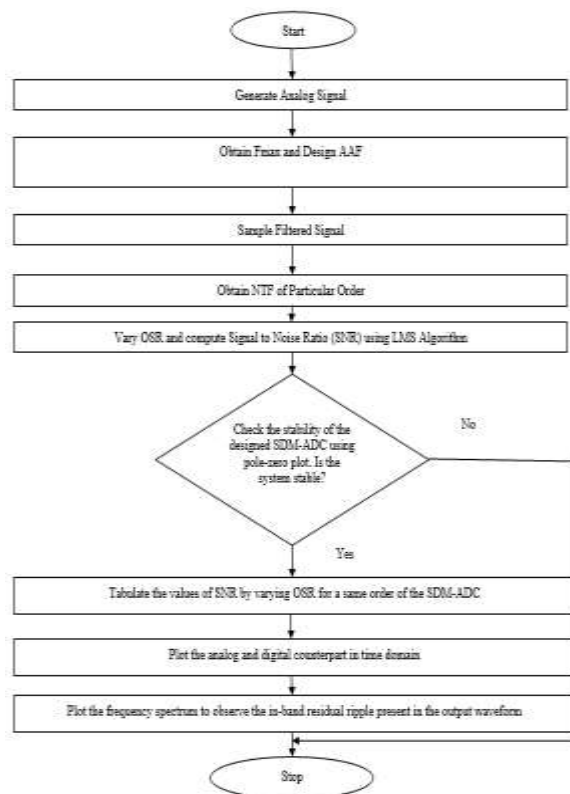 Start
Generate Analog Signal
Obtain Fmax and Design AAF
Sample Filtered Signal
Obtain NTF of Particular Order
Vary OSR and compute Signal to Noise Ratio (SNR) using LMS Algorithm
Check the stability of the
designed SDM-ADC using
pole-zero plot. Is the
system stable?
No
Yes
Tabulate the values of SNR by varying OSR for a same order of the SDM-ADC
Plot the analog and digital counterpart in time domain
Plot the frequency spectrum to observe the in-band residual ripple present in the output waveform
Stop